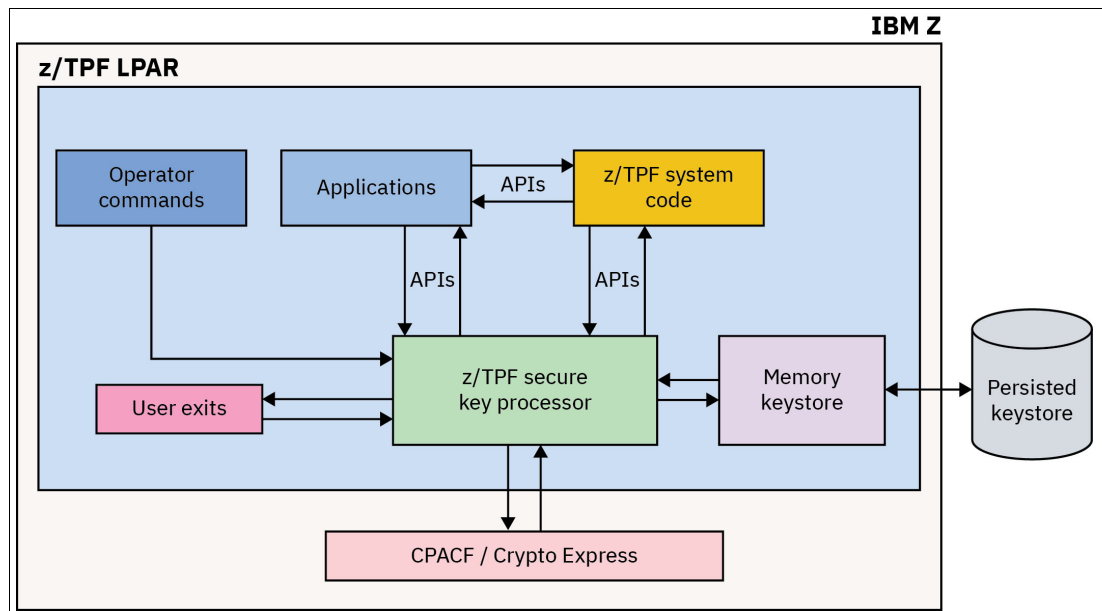 IBM Z
z/TPF LPAR
Operator
commands
Applications
APIs
z/TPF system
code
APIs
APIs
User exits
z/TPF secure
key processor
Memory
keystore
Persisted
keystore
CPACF / Crypto Express